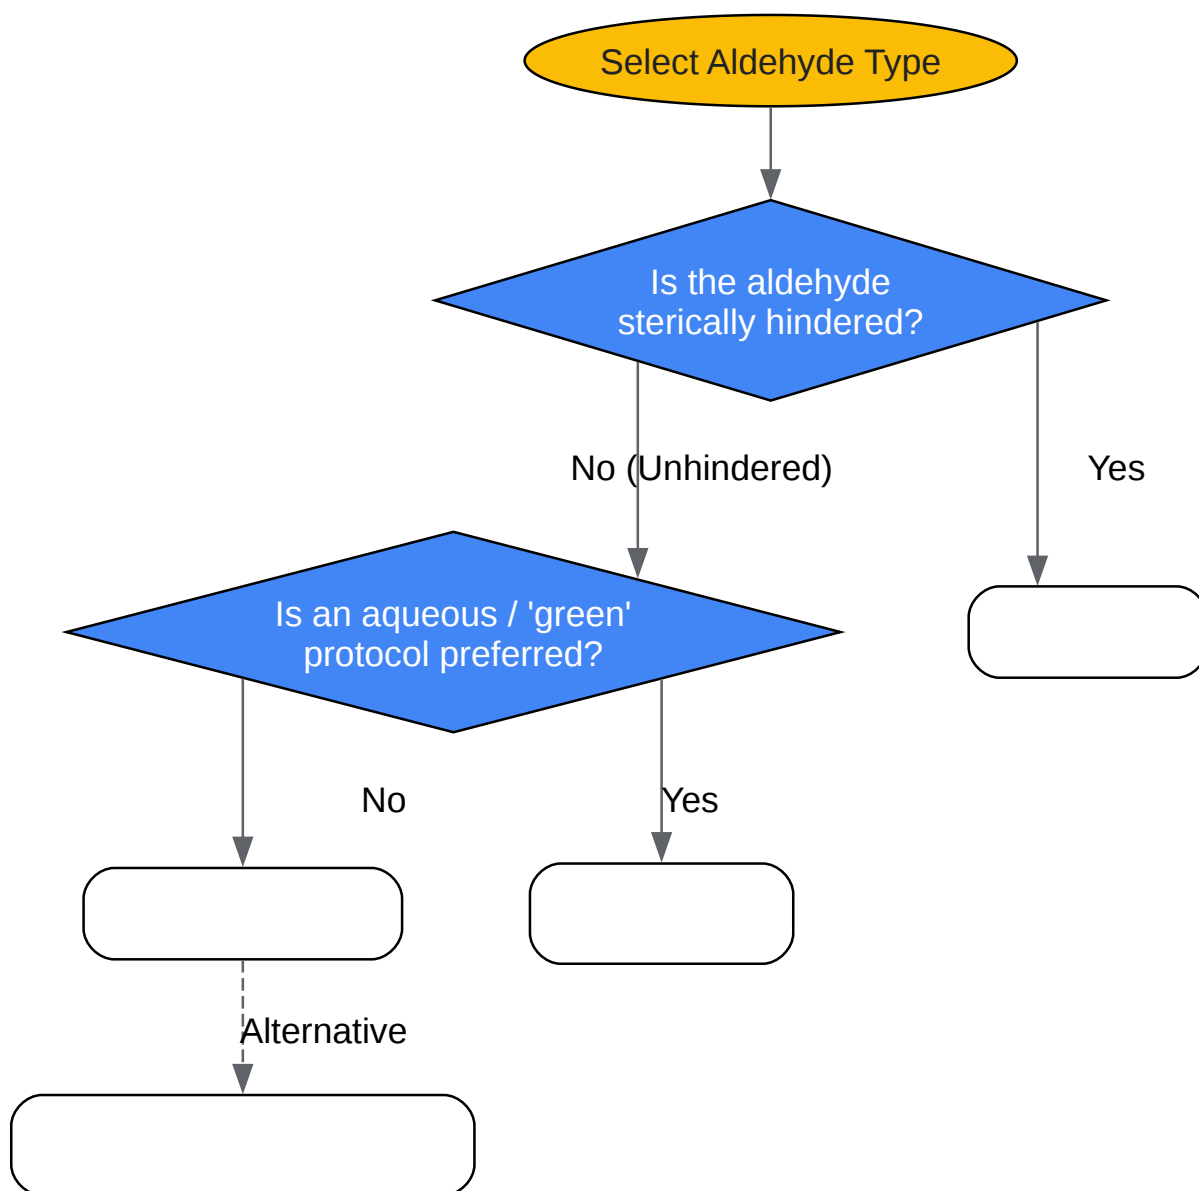 Select Aldehyde Type
Is the aldehyde
sterically hindered?
No (Unhindered)
Yes
Is an aqueous / 'green'
protocol preferred?
No
Yes
Alternative